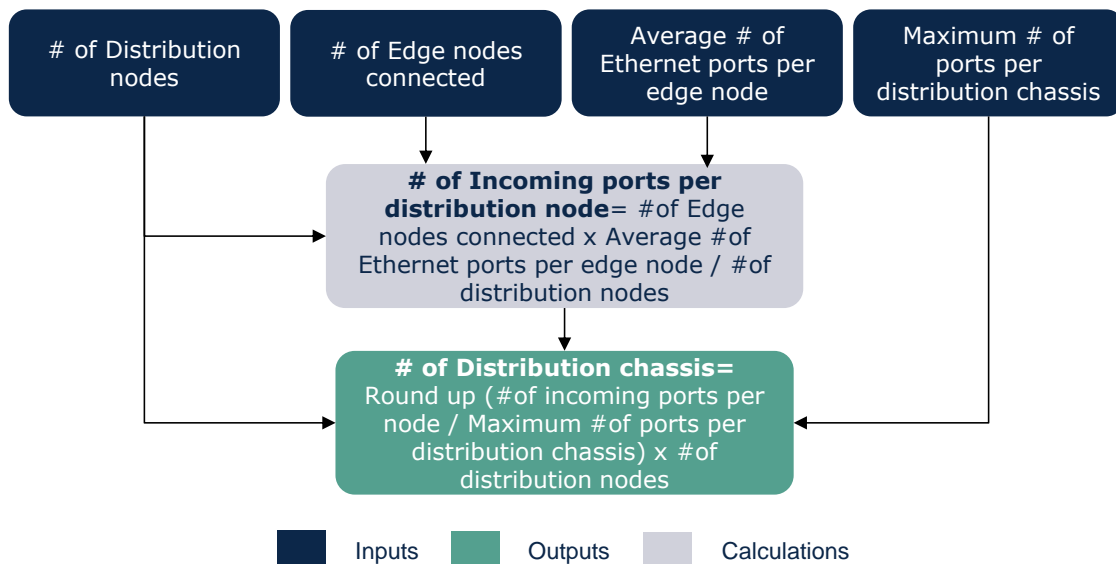 # of Distribution
nodes
# of Edge nodes
connected
Average # of
Ethernet ports per
edge node
Maximum # of
ports per
distribution chassis
# of Incoming ports per
distribution node= #of Edge
nodes connected x Average #of
Ethernet ports per edge node / #of
distribution nodes
# of Distribution chassis=
Round up (#of incoming ports per
node / Maximum #of ports per
distribution chassis) x #of
distribution nodes
Inputs
Outputs
Calculations